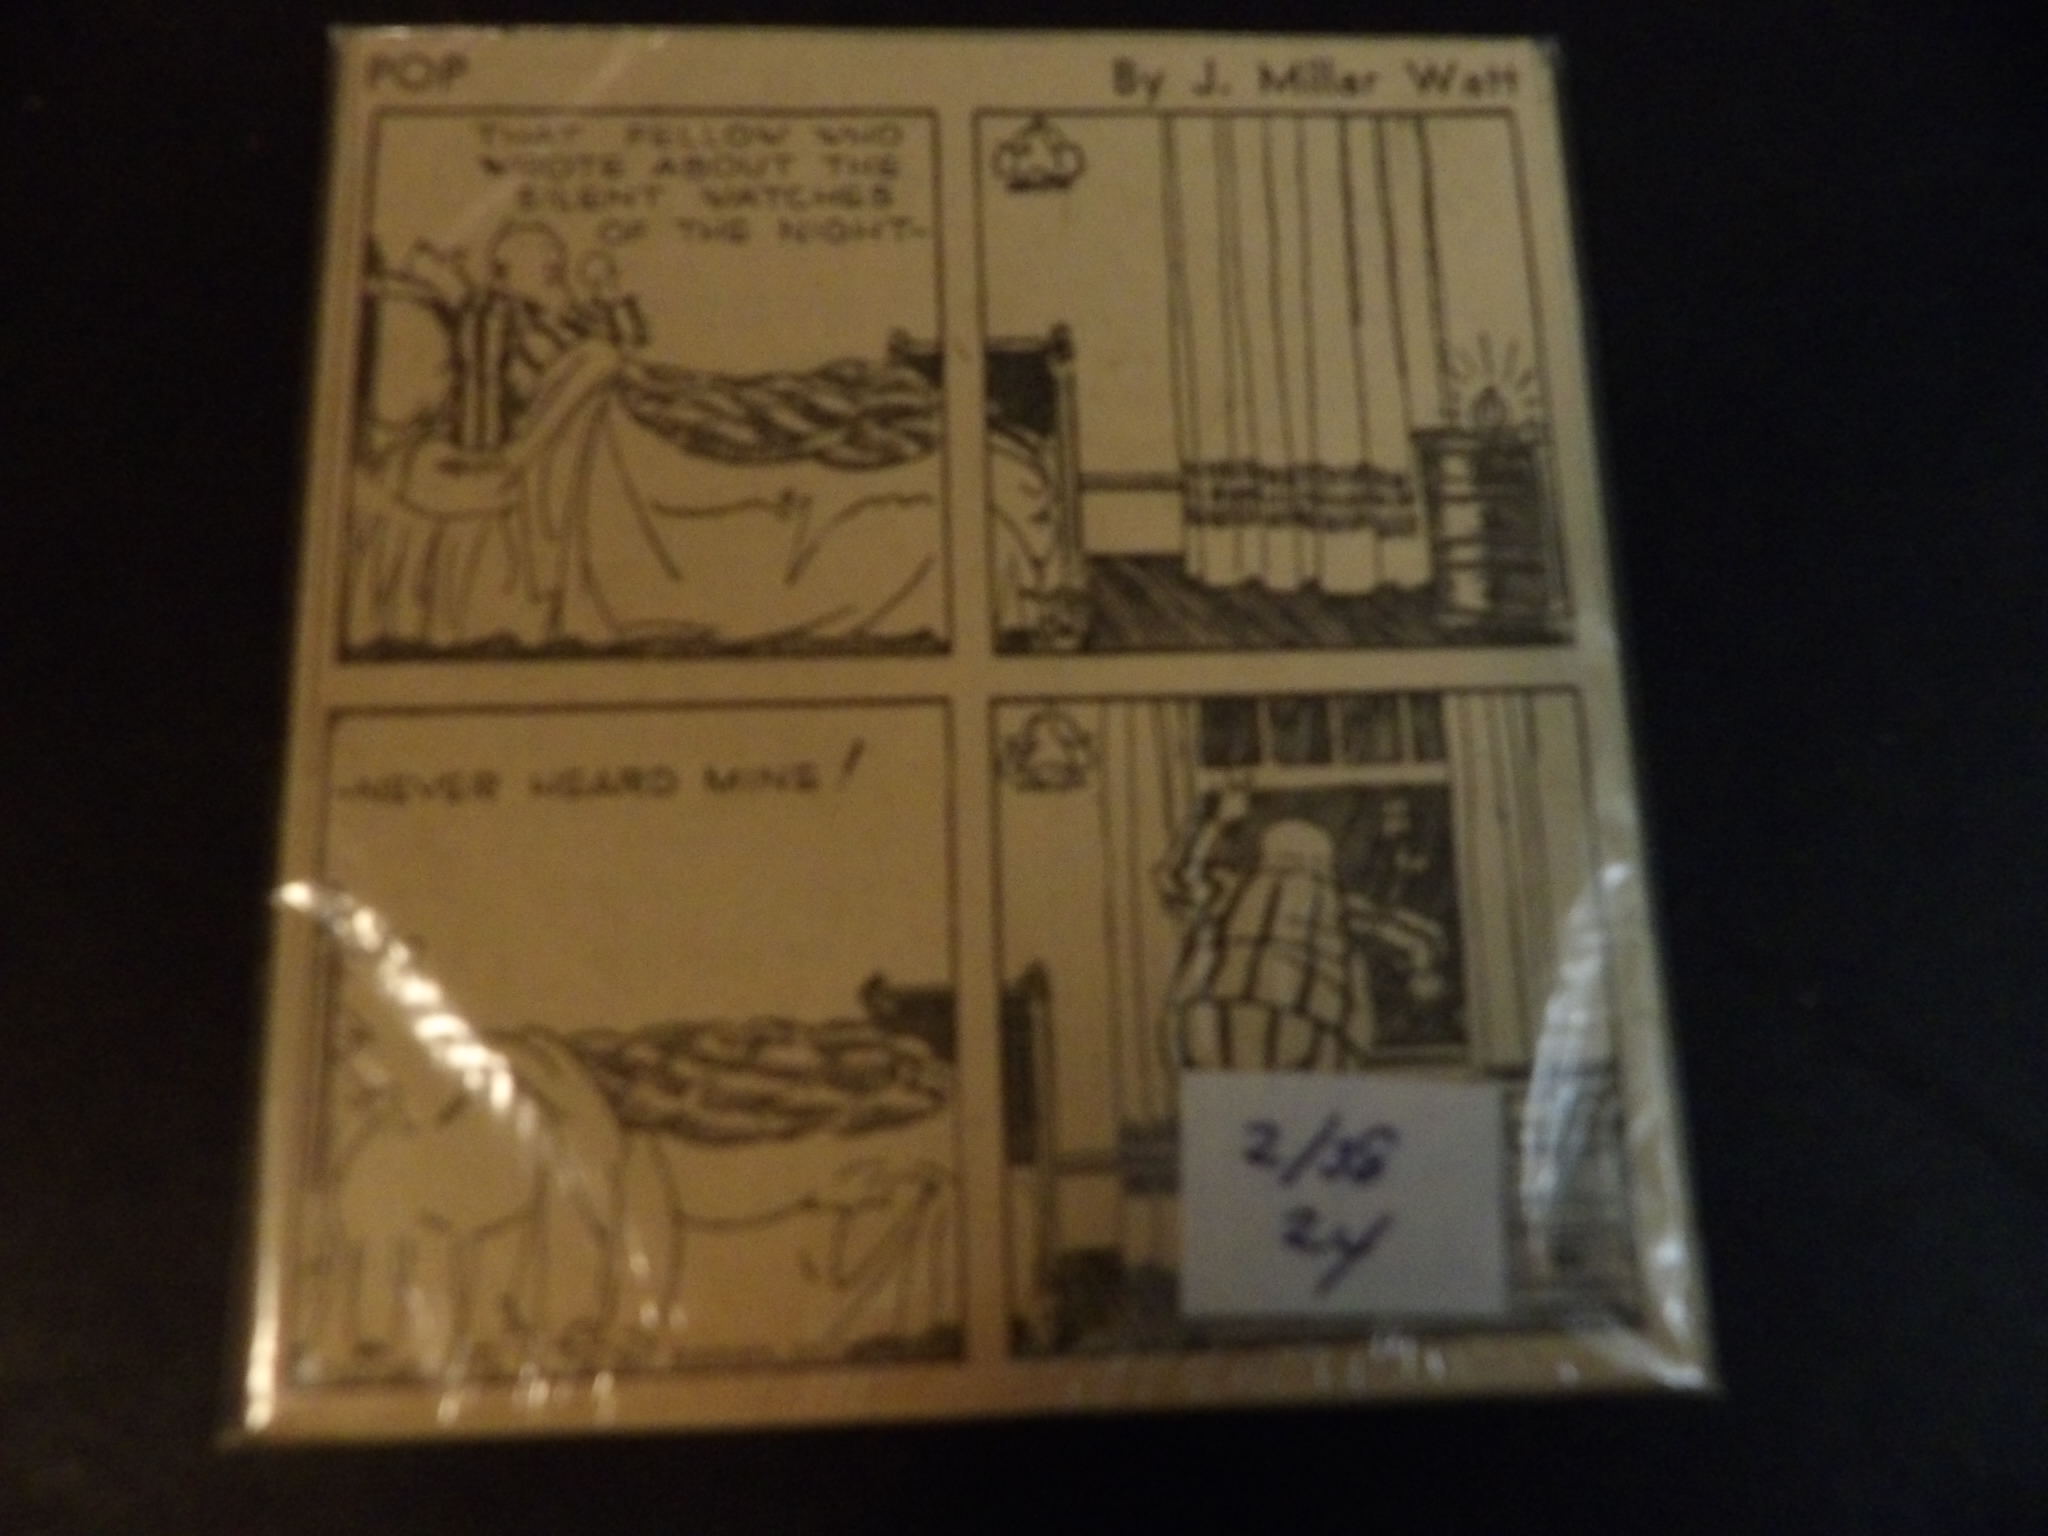 POP
By J. Millar Watt
THAT FELLOW WHO
WROTE ABOUT THE
SILENT WATCHES
OF THE NIGHT-
-NEVER HEARD MINE!
2/36
24